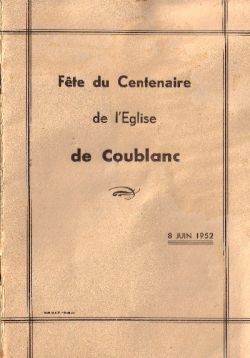 Fête du Centenaire
de l'Eglise
de Coublanc
8 JUIN 1952